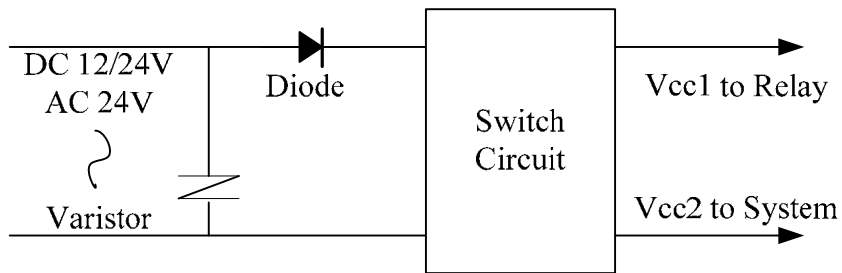 DC 12/24V
AC 24V
Varistor
Diode
Switch
Circuit
Vcc1 to Relay
Vcc2 to System